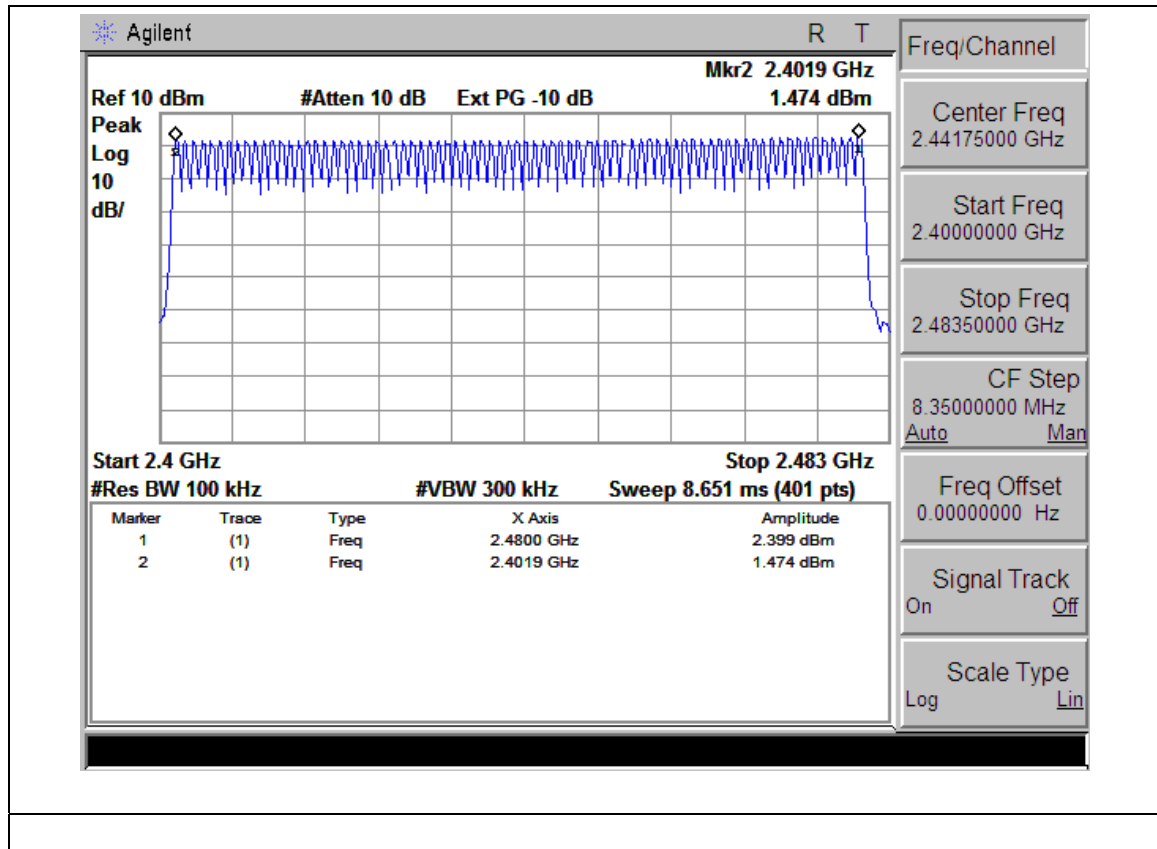 Agilent R T
Mkr2 2.4019 GHz
Ref 10 dBm #Atten 10 dB Ext PG -10 dB 1.474 dBm
Peak
Log
10
dB/
2
1
Start 2.4 GHz Stop 2.483 GHz
#Res BW 100 kHz #VBW 300 kHz Sweep 8.651 ms (401 pts)
Marker Trace Type X Axis Amplitude
1 (1) Freq 2.4800 GHz 2.399 dBm
2 (1) Freq 2.4019 GHz 1.474 dBm
Freq/Channel
Center Freq
2.44175000 GHz
Start Freq
2.40000000 GHz
Stop Freq
2.48350000 GHz
CF Step
8.35000000 MHz
Auto Man
Freq Offset
0.00000000 Hz
Signal Track
On Off
Scale Type
Log Lin